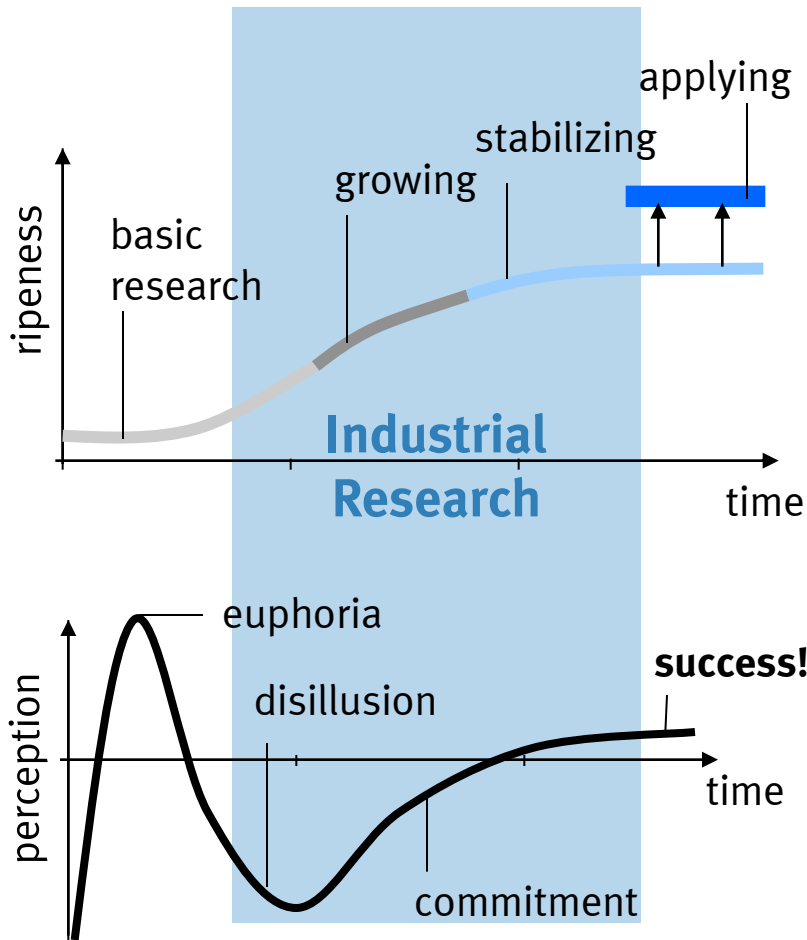 applying
stabilizing
growing
basic
research
ripeness
Industrial
Research
time
euphoria
success!
disillusion
perception
time
commitment